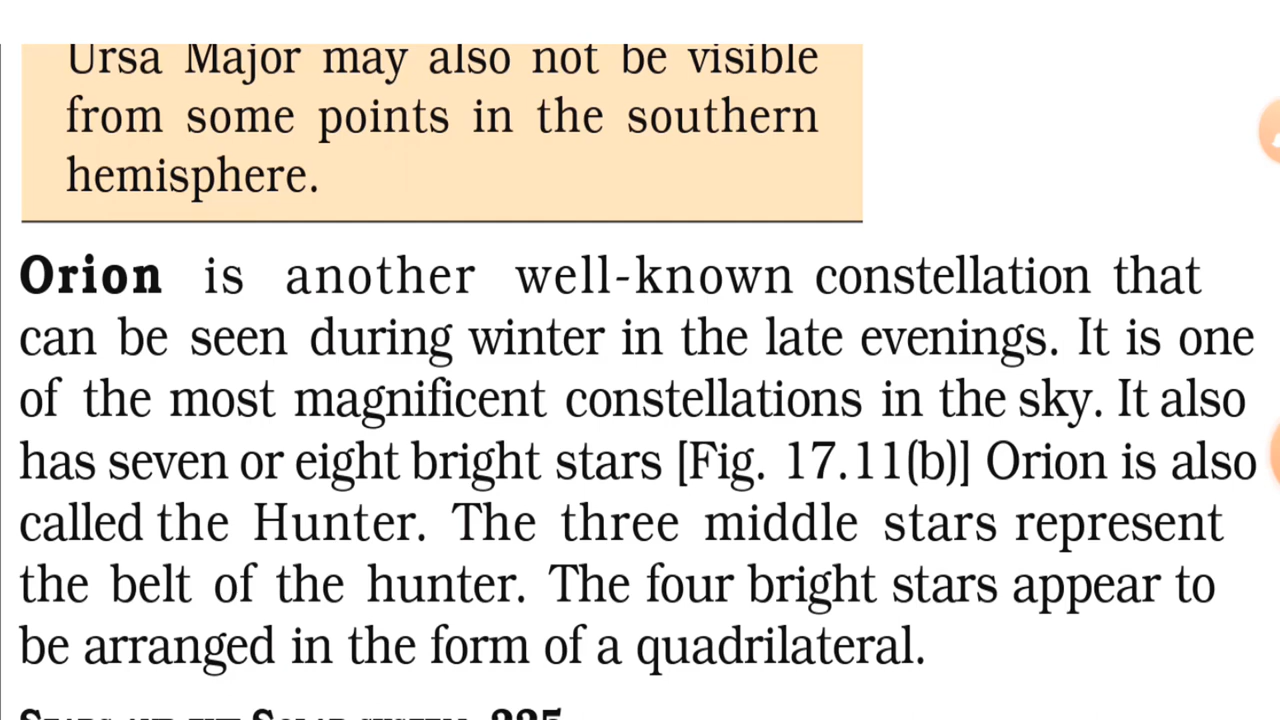 Ursa Major may also not be visible
from some points in the southern
hemisphere.
Orion is another well-known constellation that
can be seen during winter in the late evenings. It is one
of the most magnificent constellations in the sky. It also
has seven or eight bright stars [Fig. 17.11(b)] Orion is also
called the Hunter. The three middle stars represent
the belt of the hunter. The four bright stars appear to
be arranged in the form of a quadrilateral.